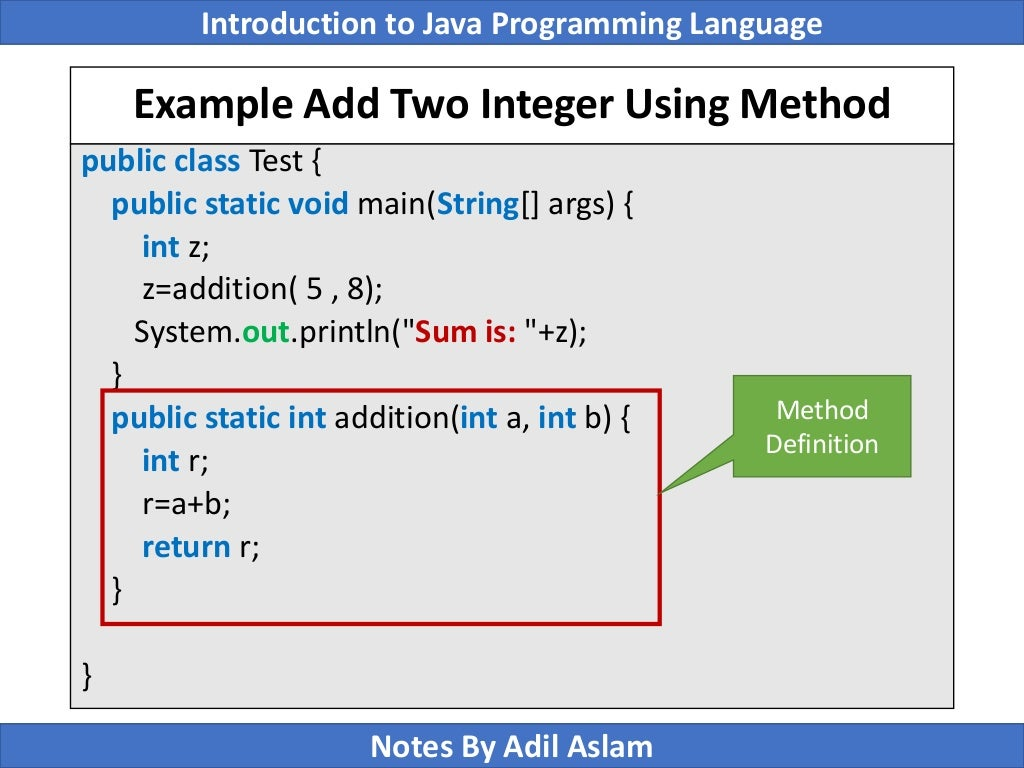 Introduction to Java Programming Language
Example Add Two Integer Using Method
public class Test {
public static void main(String[] args) {
int z;
z=addition( 5 , 8);
System.out.println("Sum is: "+z);
}
public static int addition(int a, int b) {
int r;
r=a+b;
return r;
}
}
Method
Definition
Notes By Adil Aslam